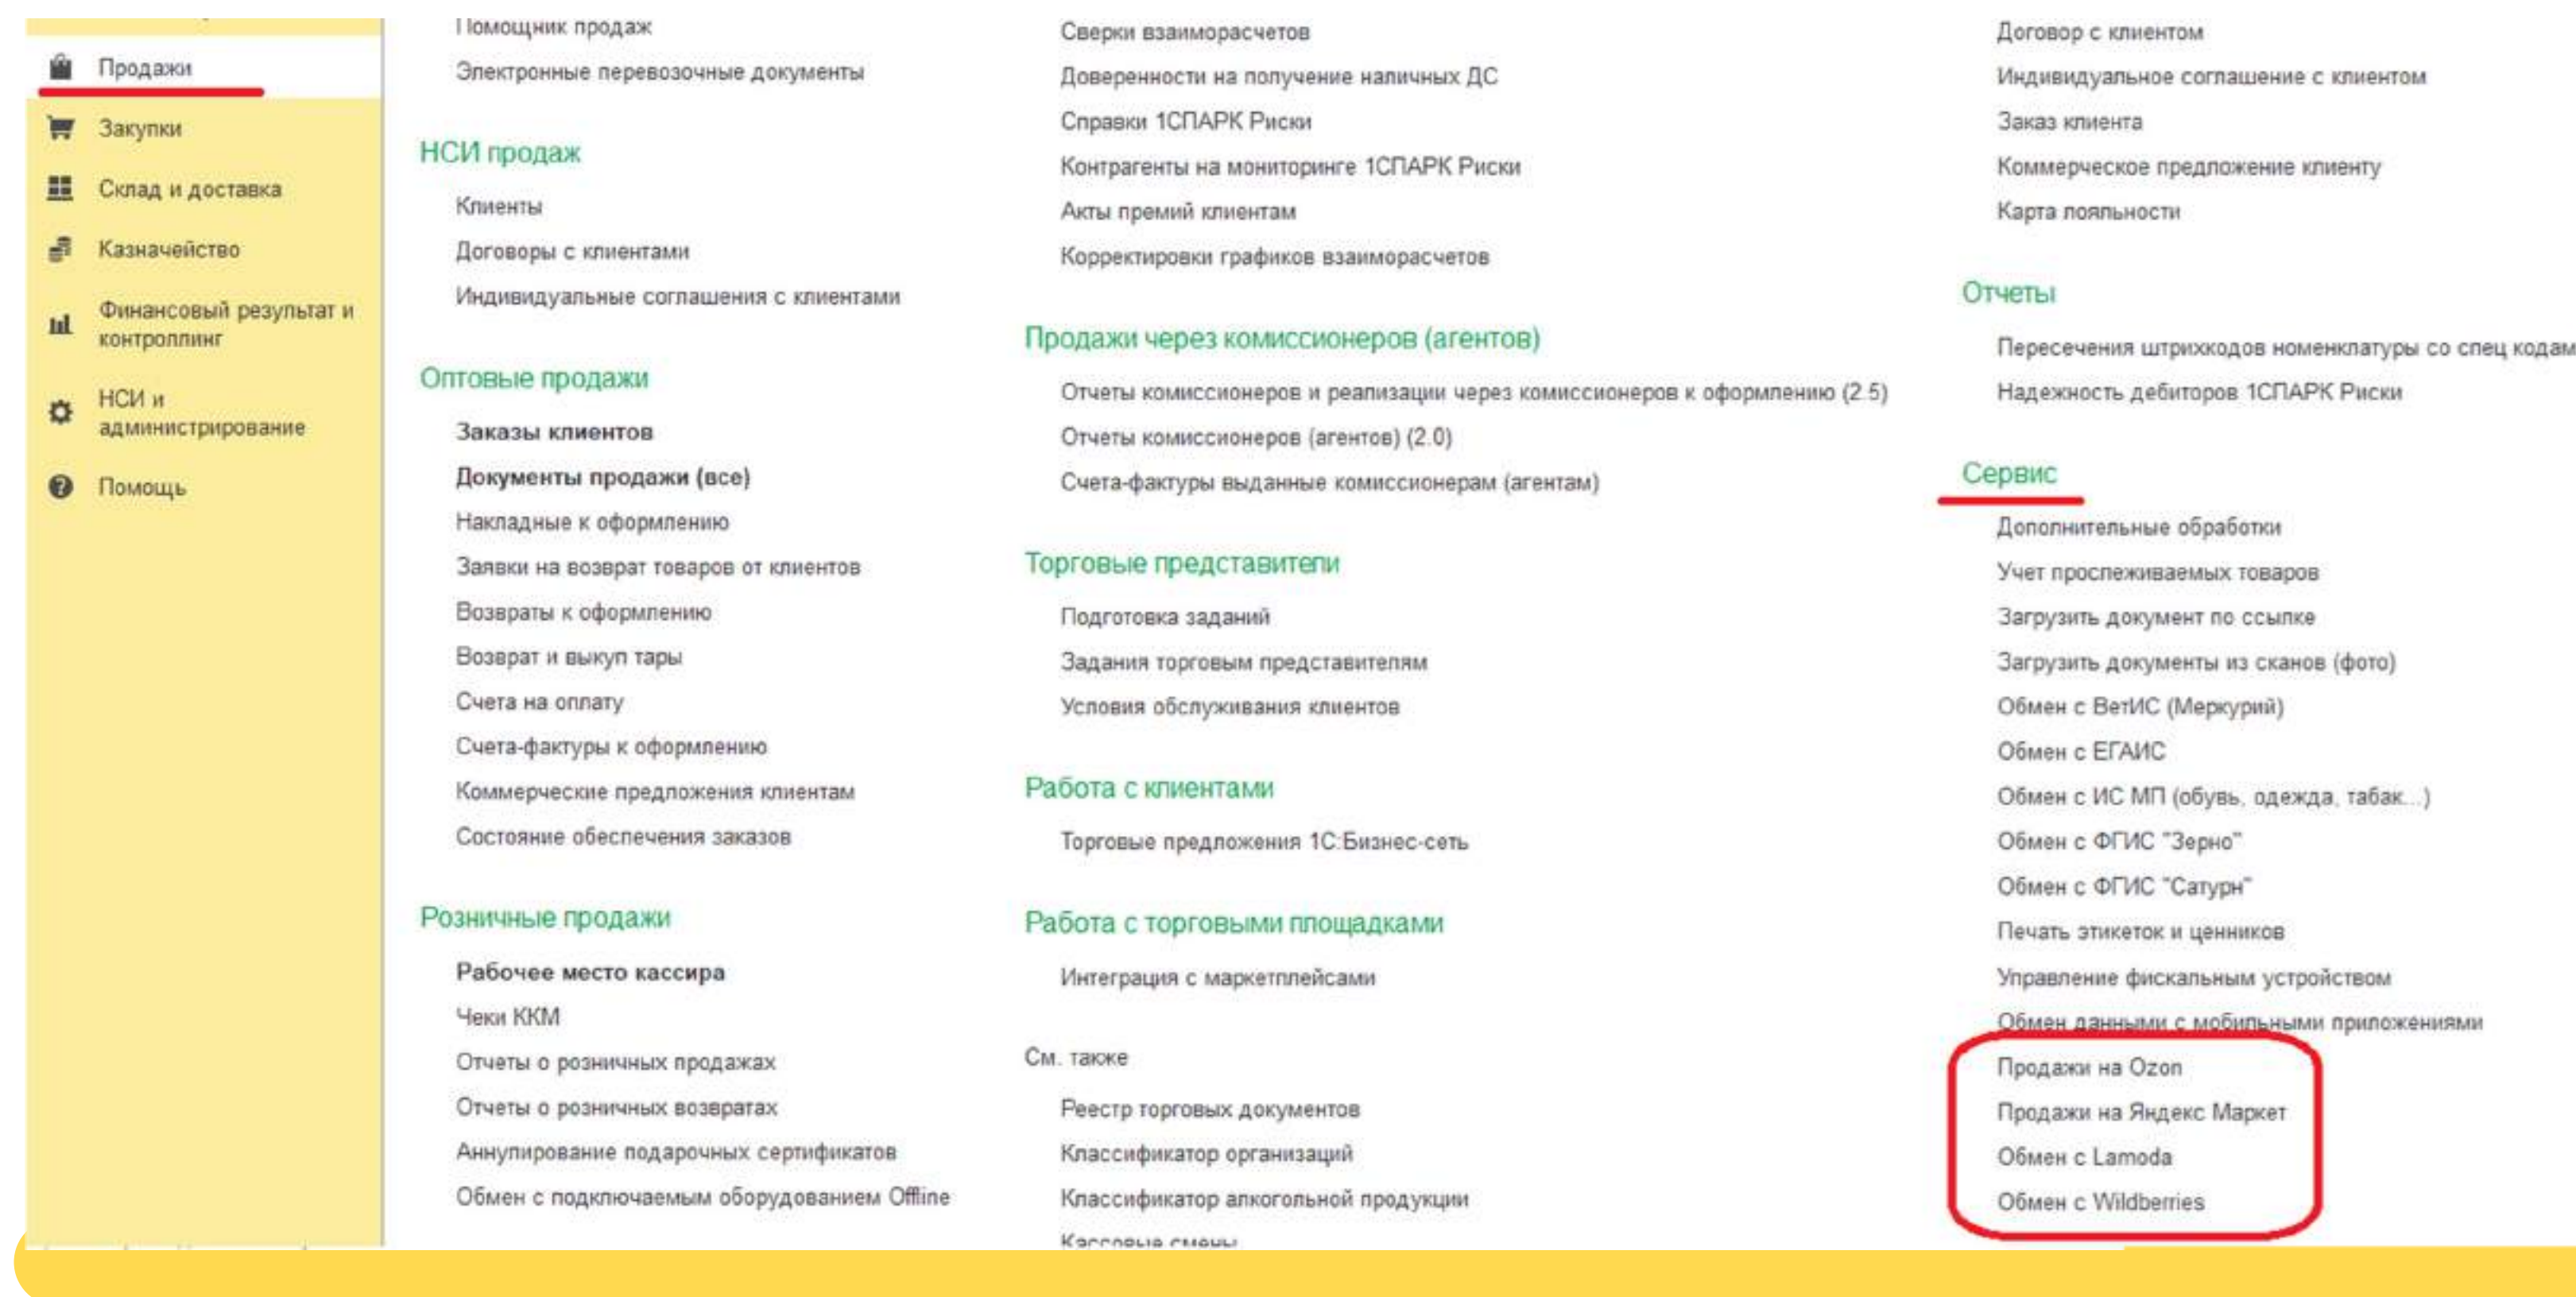 Продажи
Закупки
Склад и доставка
Казначейство
Финансовый результат и
контроллинг
НСИ и
администрирование
Помощь
Помощник продаж
Электронные перевозочные документы
НСИ продаж
Клиенты
Договоры с клиентами
Индивидуальные соглашения с клиентами
Оптовые продажи
Заказы клиентов
Документы продажи (все)
Накладные к оформлению
Заявки на возврат товаров от клиентов
Возвраты к оформлению
Возврат и выкуп тары
Счета на оплату
Счета-фактуры к оформлению
Коммерческие предложения клиентам
Состояние обеспечения заказов
Розничные продажи
Рабочее место кассира
Чеки ККМ
Отчеты о розничных продажах
Отчеты о розничных возвратах
Аннулирование подарочных сертификатов
Обмен с подключаемым оборудованием Offline
Сверки взаиморасчетов
Доверенности на получение наличных ДС
Справки 1СПАРК Риски
Контрагенты на мониторинге 1СПАРК Риски
Акты премий клиентам
Корректировки графиков взаиморасчетов
Продажи через комиссионеров (агентов)
Отчеты комиссионеров и реализации через комиссионеров к оформлению (2.5)
Отчеты комиссионеров (агентов) (2.0)
Счета-фактуры выданные комиссионерам (агентам)
Торговые представители
Подготовка заданий
Задания торговым представителям
Условия обслуживания клиентов
Работа с клиентами
Торговые предложения 1С:Бизнес-сеть
Работа с торговыми площадками
Интеграция с маркетплейсами
См. также
Реестр торговых документов
Классификатор организаций
Классификатор алкогольной продукции
Кассовые смены
Договор с клиентом
Индивидуальное соглашение с клиентом
Заказ клиента
Коммерческое предложение клиенту
Карта лояльности
Отчеты
Пересечения штрихкодов номенклатуры со спец кодам
Надежность дебиторов 1СПАРК Риски
Сервис
Дополнительные обработки
Учет прослеживаемых товаров
Загрузить документ по ссылке
Загрузить документы из сканов (фото)
Обмен с ВетИС (Меркурий)
Обмен с ЕГАИС
Обмен с ИС МП (обувь, одежда, табак...)
Обмен с ФГИС "Зерно"
Обмен с ФГИС "Сатурн"
Печать этикеток и ценников
Управление фискальным устройством
Обмен данными с мобильными приложениями
Продажи на Ozon
Продажи на Яндекс Маркет
Обмен с Lamoda
Обмен с Wildberries